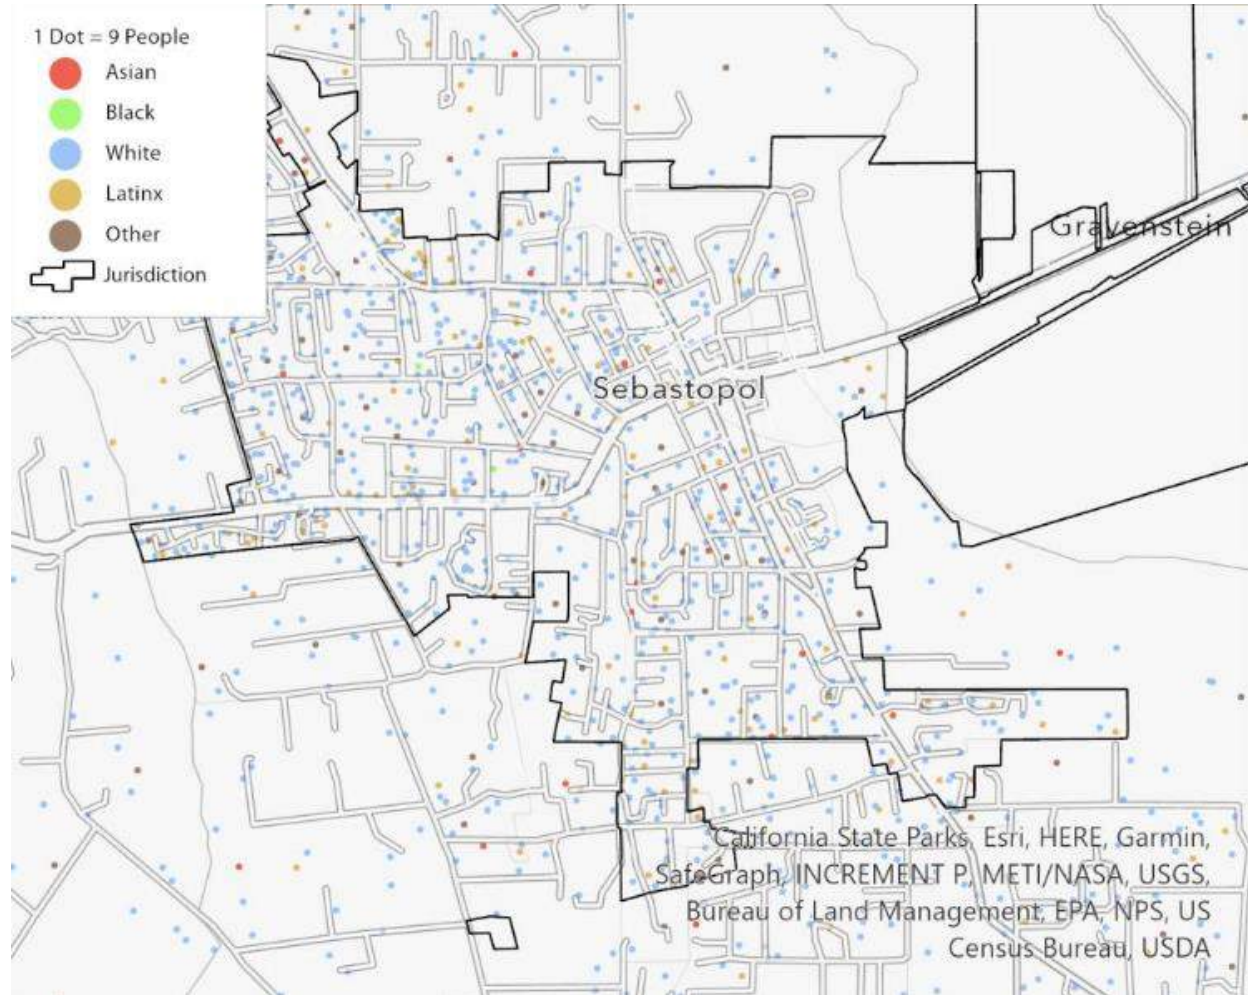 1 Dot = 9 People
Asian
Black
White
Latinx
Other
Jurisdiction
Gravenstein
Sebastopol
California State Parks, Esri, HERE, Garmin,
SafeGraph, INCREMENT P, METI/NASA, USGS,
Bureau of Land Management, EPA, NPS, US
Census Bureau, USDA